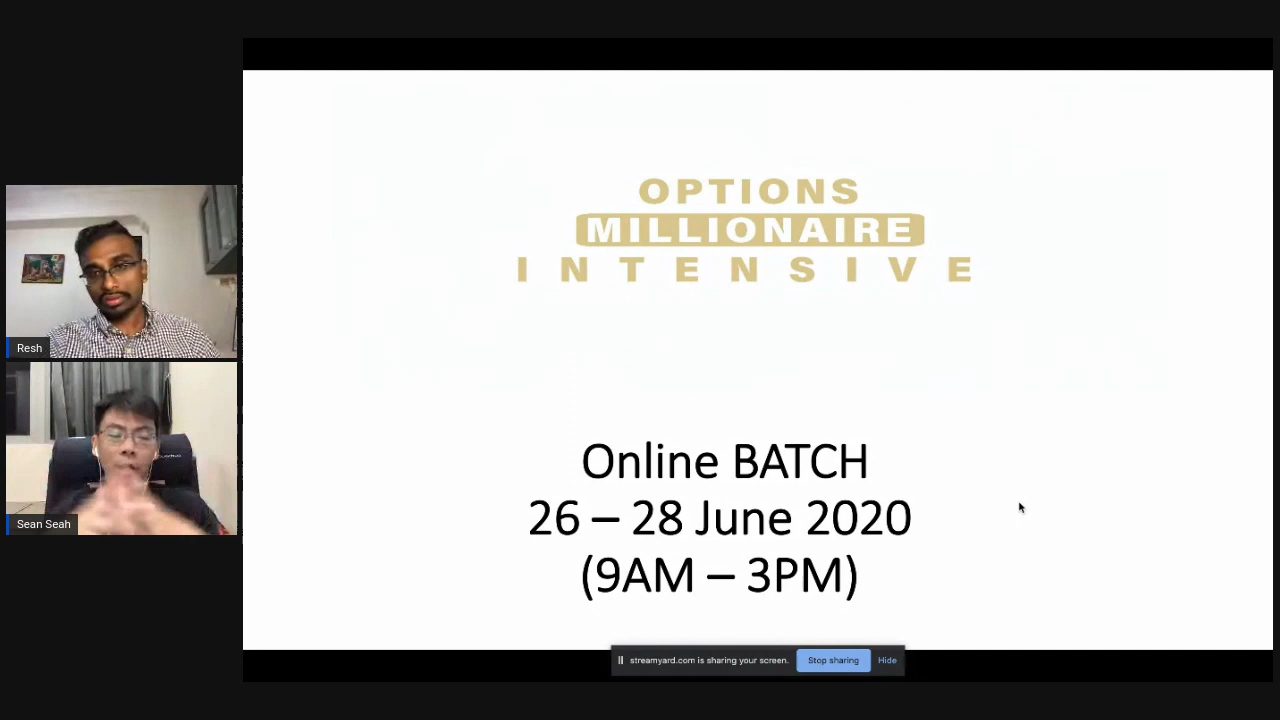 OPTIONS
MILLIONAIRE
INTENSIVE
Online BATCH
26 – 28 June 2020
(9AM – 3PM)
Resh
Sean Seah
streamyard.com is sharing your screen.
Stop sharing
Hide